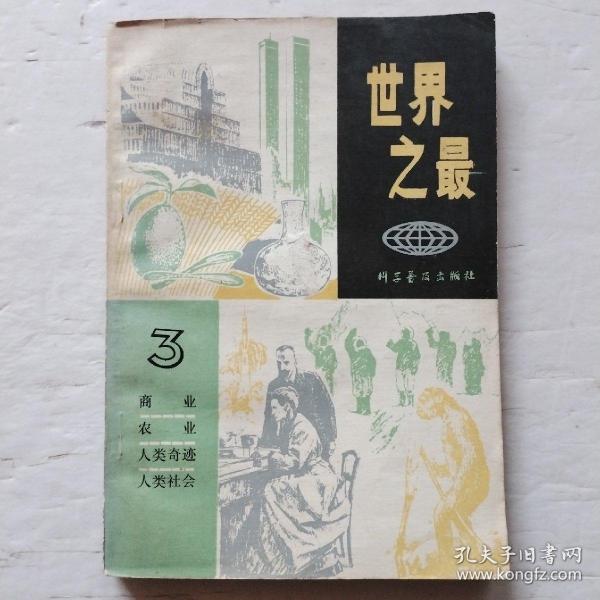 世界
之最
科学普及出版社
3
商业
农业
人类奇迹
人类社会
孔夫子旧書网
www.kongfz.com